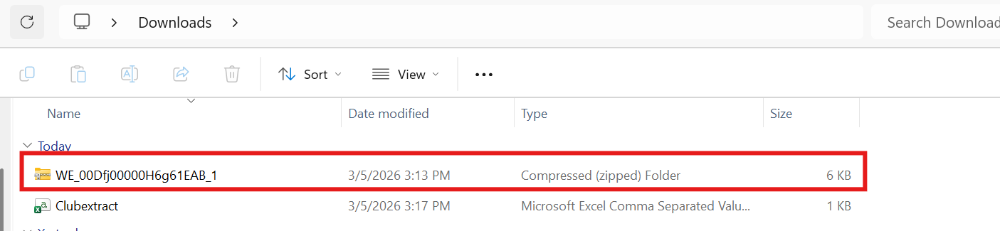 Downloads
Search Download
Sort
View
Name Date modified Type Size
Today
WE_00Dfj00000H6g61EAB_1 3/5/2026 3:13 PM Compressed (zipped) Folder 6 KB
Clubextract 3/5/2026 3:17 PM Microsoft Excel Comma Separated Valu... 1 KB